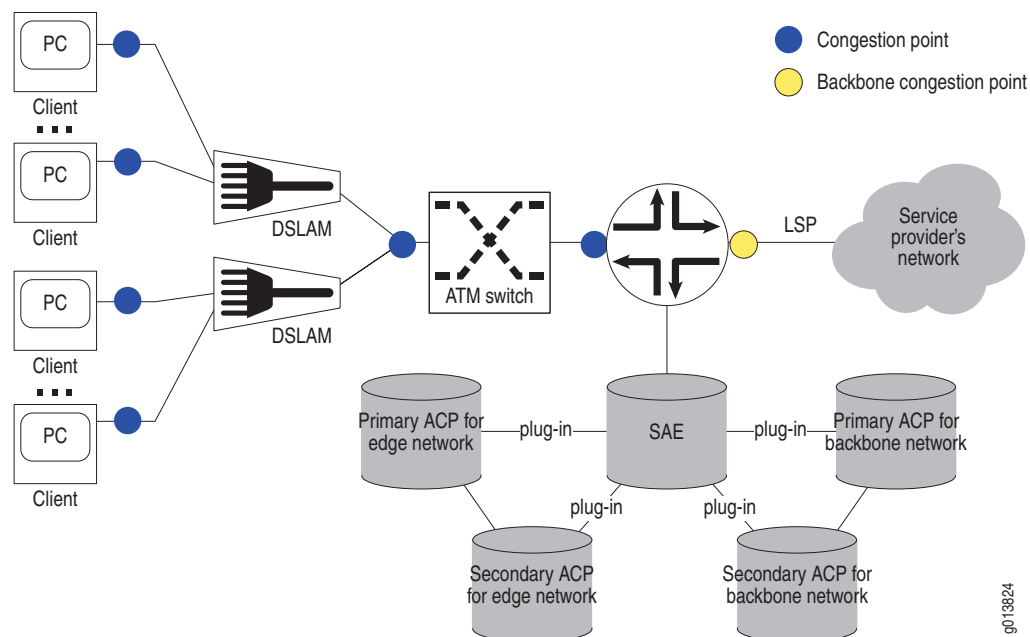 PC
Client
PC
Client
PC
Client
PC
Client
DSLAM
DSLAM
ATM switch
Congestion point
Backbone congestion point
LSP
Service
provider's
network
Primary ACP for
edge network
plug-in
SAE
plug-in
Primary ACP for
backbone network
plug-in
plug-in
Secondary ACP
for edge network
Secondary ACP for
backbone network
g013824